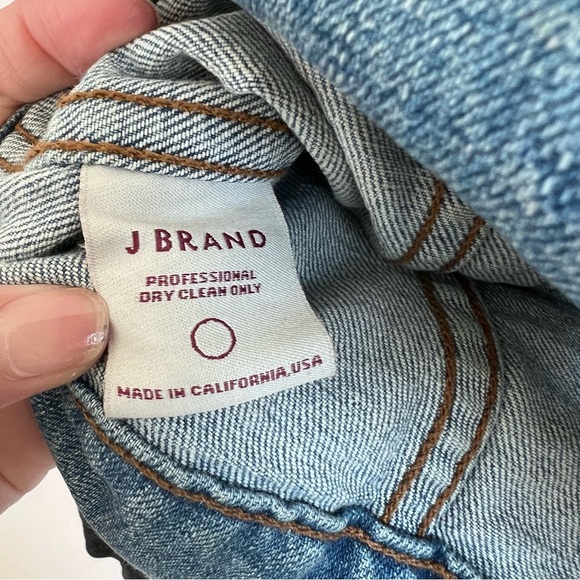 J BRAND
PROFESSIONAL
DRY CLEAN ONLY
MADE IN CALIFORNIA, USA